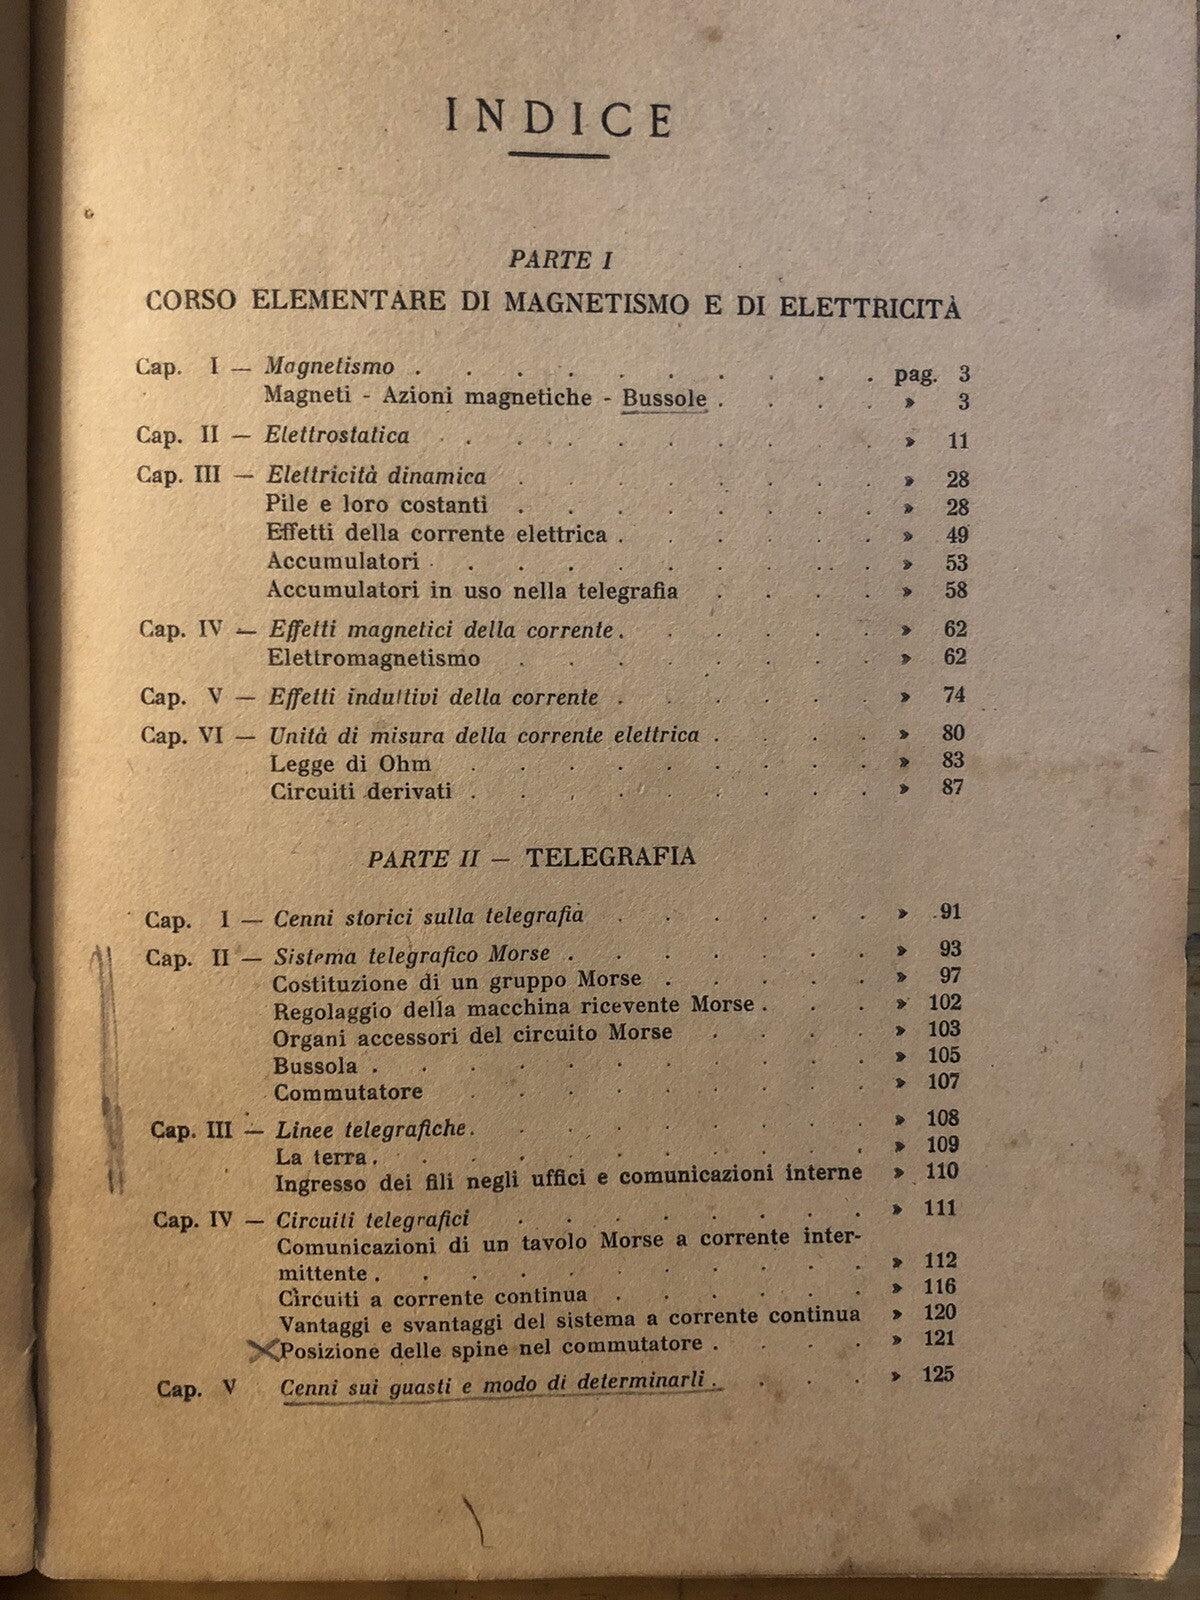 INDICE
PARTE I
CORSO ELEMENTARE DI MAGNETISMO E DI ELETTRICITÀ
Cap. I — Magnetismo . . . . . . . . . . pag. 3
Magneti - Azioni magnetiche - Bussole . . . . » 3
Cap. II — Elettrostatica . . . . . . . . . » 11
Cap. III — Elettricità dinamica . . . . . . . . » 28
Pile e loro costanti . . . . . . . . » 28
Effetti della corrente elettrica . . . . . . » 49
Accumulatori . . . . . . . . . » 53
Accumulatori in uso nella telegrafia . . . . » 58
Cap. IV — Effetti magnetici della corrente . . . . . . » 62
Elettromagnetismo . . . . . . . . » 62
Cap. V — Effetti induttivi della corrente . . . . . . » 74
Cap. VI — Unità di misura della corrente elettrica . . . . » 80
Legge di Ohm . . . . . . . . . » 83
Circuiti derivati . . . . . . . . . » 87
PARTE II — TELEGRAFIA
Cap. I — Cenni storici sulla telegrafia . . . . . . » 91
Cap. II — Sistema telegrafico Morse . . . . . . . » 93
Costituzione di un gruppo Morse . . . . . » 97
Regolaggio della macchina ricevente Morse . . . » 102
Organi accessori del circuito Morse . . . . » 103
Bussola . . . . . . . . . . . » 105
Commutatore . . . . . . . . . » 107
Cap. III — Linee telegrafiche . . . . . . . . . » 108
La terra . . . . . . . . . . . » 109
Ingresso dei fili negli uffici e comunicazioni interne » 110
Cap. IV — Circuiti telegrafici . . . . . . . . » 111
Comunicazioni di un tavolo Morse a corrente inter-
mittente . . . . . . . . . . . » 112
Circuiti a corrente continua . . . . . . » 116
Vantaggi e svantaggi del sistema a corrente continua » 120
Posizione delle spine nel commutatore . . . . » 121
Cap. V Cenni sui guasti e modo di determinarli . . . . » 125